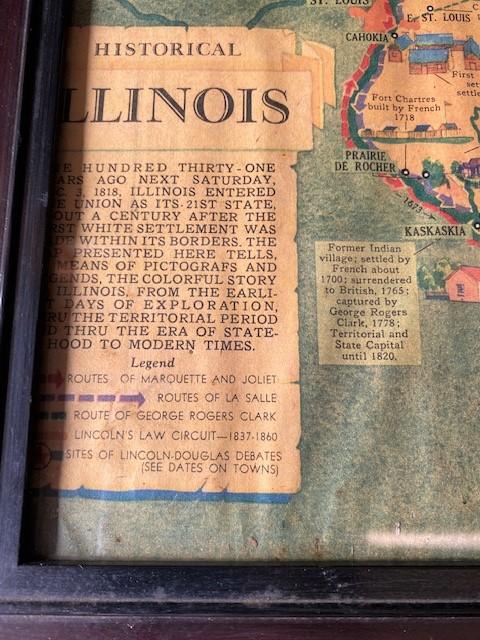 HISTORICAL
LLINOIS
E HUNDRED THIRTY-ONE
ARS AGO NEXT SATURDAY,
C. 3, 1818, ILLINOIS ENTERED
E UNION AS ITS 21ST STATE,
OUT A CENTURY AFTER THE
RST WHITE SETTLEMENT WAS
DE WITHIN ITS BORDERS. THE
AP PRESENTED HERE TELLS,
MEANS OF PICTOGRAFS AND
GENDS, THE COLORFUL STORY
ILLINOIS, FROM THE EARLI-
T DAYS OF EXPLORATION,
RU THE TERRITORIAL PERIOD
D THRU THE ERA OF STATE-
HOOD TO MODERN TIMES.
Legend
ROUTES OF MARQUETTE AND JOLIET
ROUTES OF LA SALLE
ROUTE OF GEORGE ROGERS CLARK
LINCOLN'S LAW CIRCUIT—1837-1860
SITES OF LINCOLN-DOUGLAS DEBATES
(SEE DATES ON TOWNS)
ST. LOUIS
E. ST. LOUIS
CAHOKIA
First
set
settle
Fort Chartres
built by French
1718
PRAIRIE
DE ROCHER
1673
KASKASKIA
Former Indian
village; settled by
French about
1700; surrendered
to British, 1765;
captured by
George Rogers
Clark, 1778;
Territorial and
State Capital
until 1820.